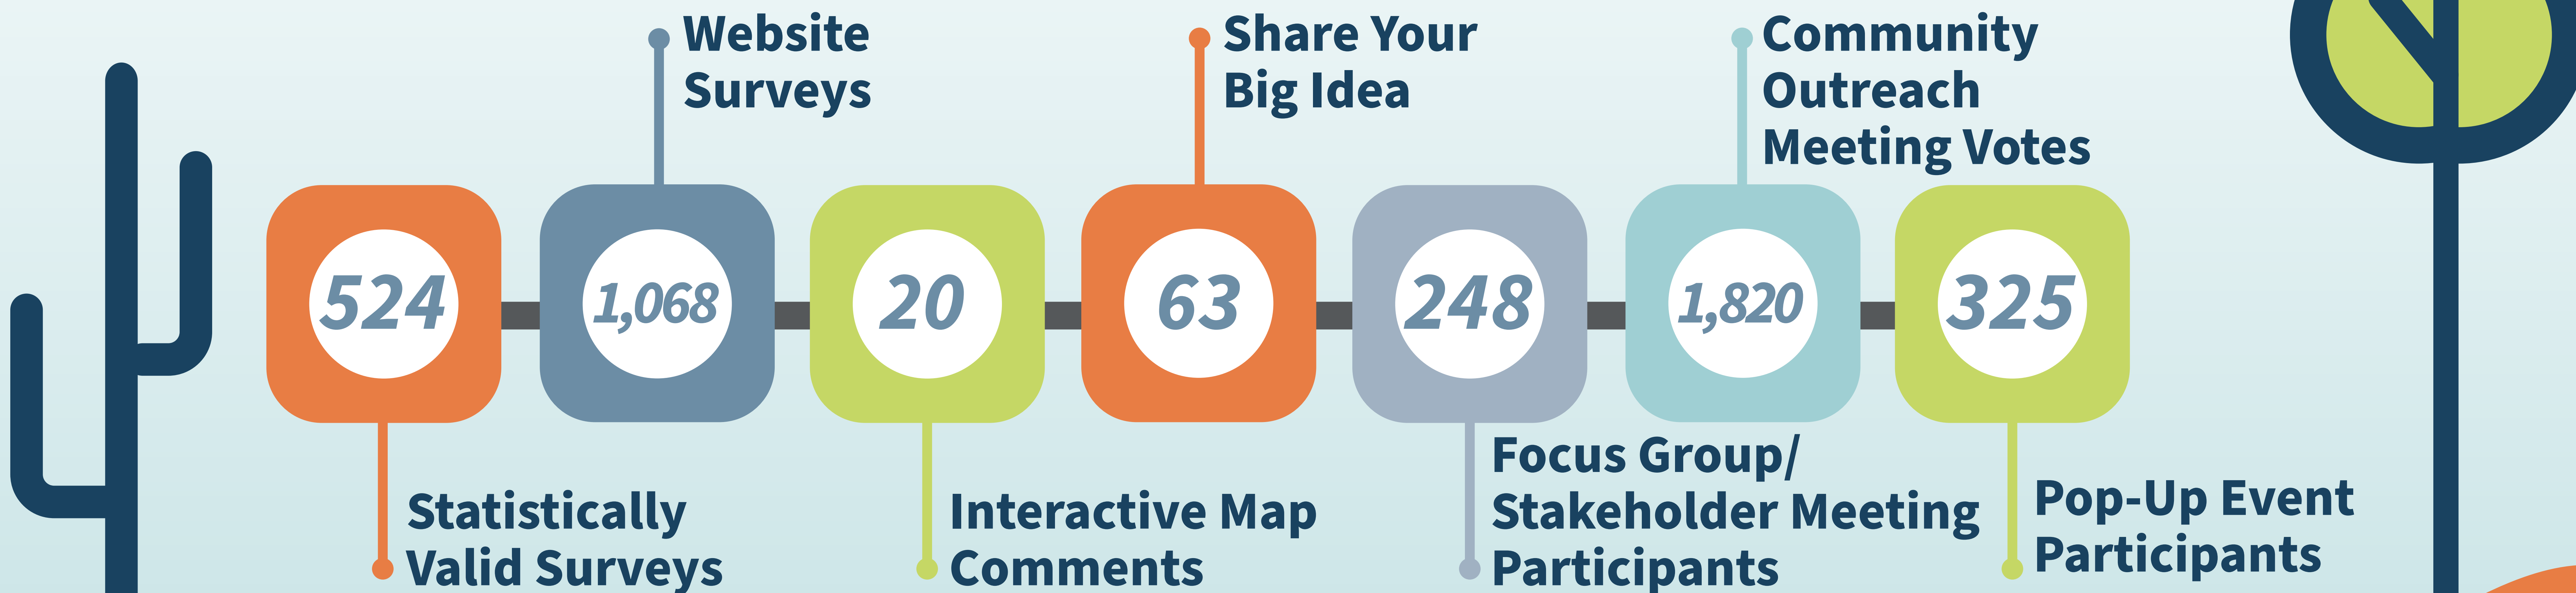 Website
Surveys
Share Your
Big Idea
Community
Outreach
Meeting Votes
524
1,068
20
63
248
1,820
325
Statistically
Valid Surveys
Interactive Map
Comments
Focus Group/
Stakeholder Meeting
Participants
Pop-Up Event
Participants